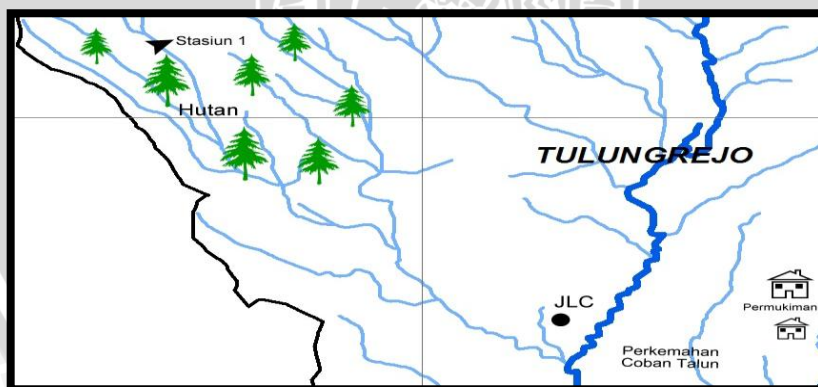 Stasiun 1
Hutan
TULUNGREJO
JLC
Permukiman
Perkemahan
Coban Talun